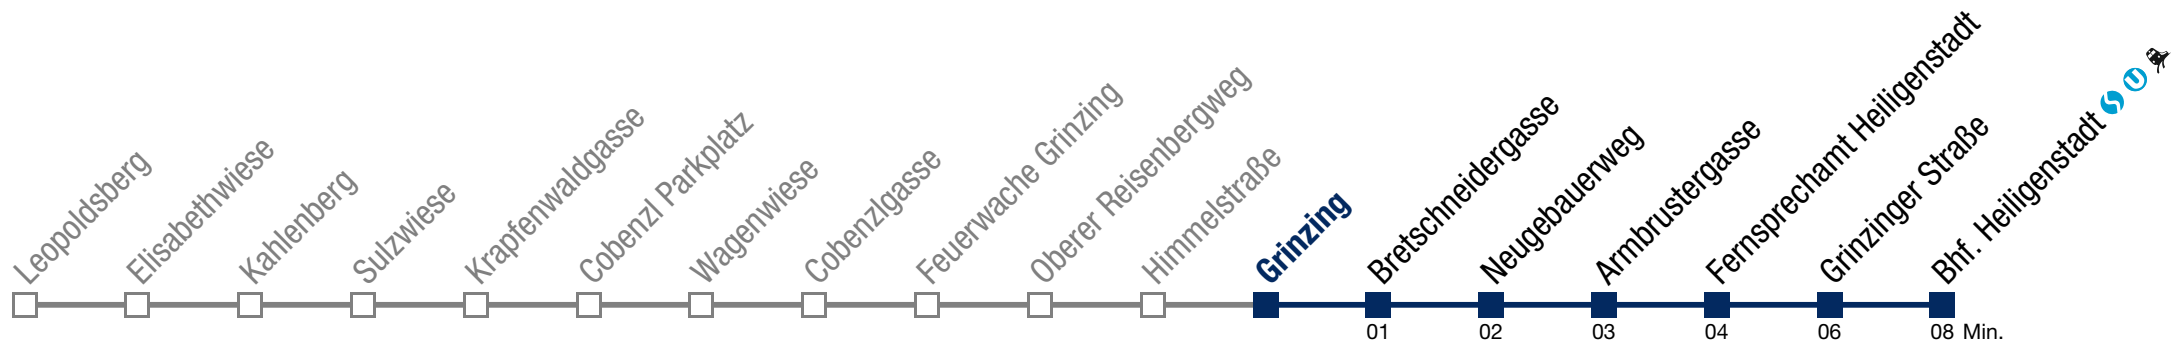 Leopoldsberg
Elisabethwiese
Kahlenberg
Sulzwiese
Krapfenwaldgasse
Cobenzl Parkplatz
Wagenwiese
Cobenzlgasse
Feuerwache Grinzing
Oberer Reisenbergweg
Himmelstraße
Grinzing
Bretschneidergasse
Neugebauerweg
Armbrustergasse
Fernsprechamt Heiligenstadt
Grinzinger Straße
Bhf. Heiligenstadt S U
01 02 03 04 06 08 Min.